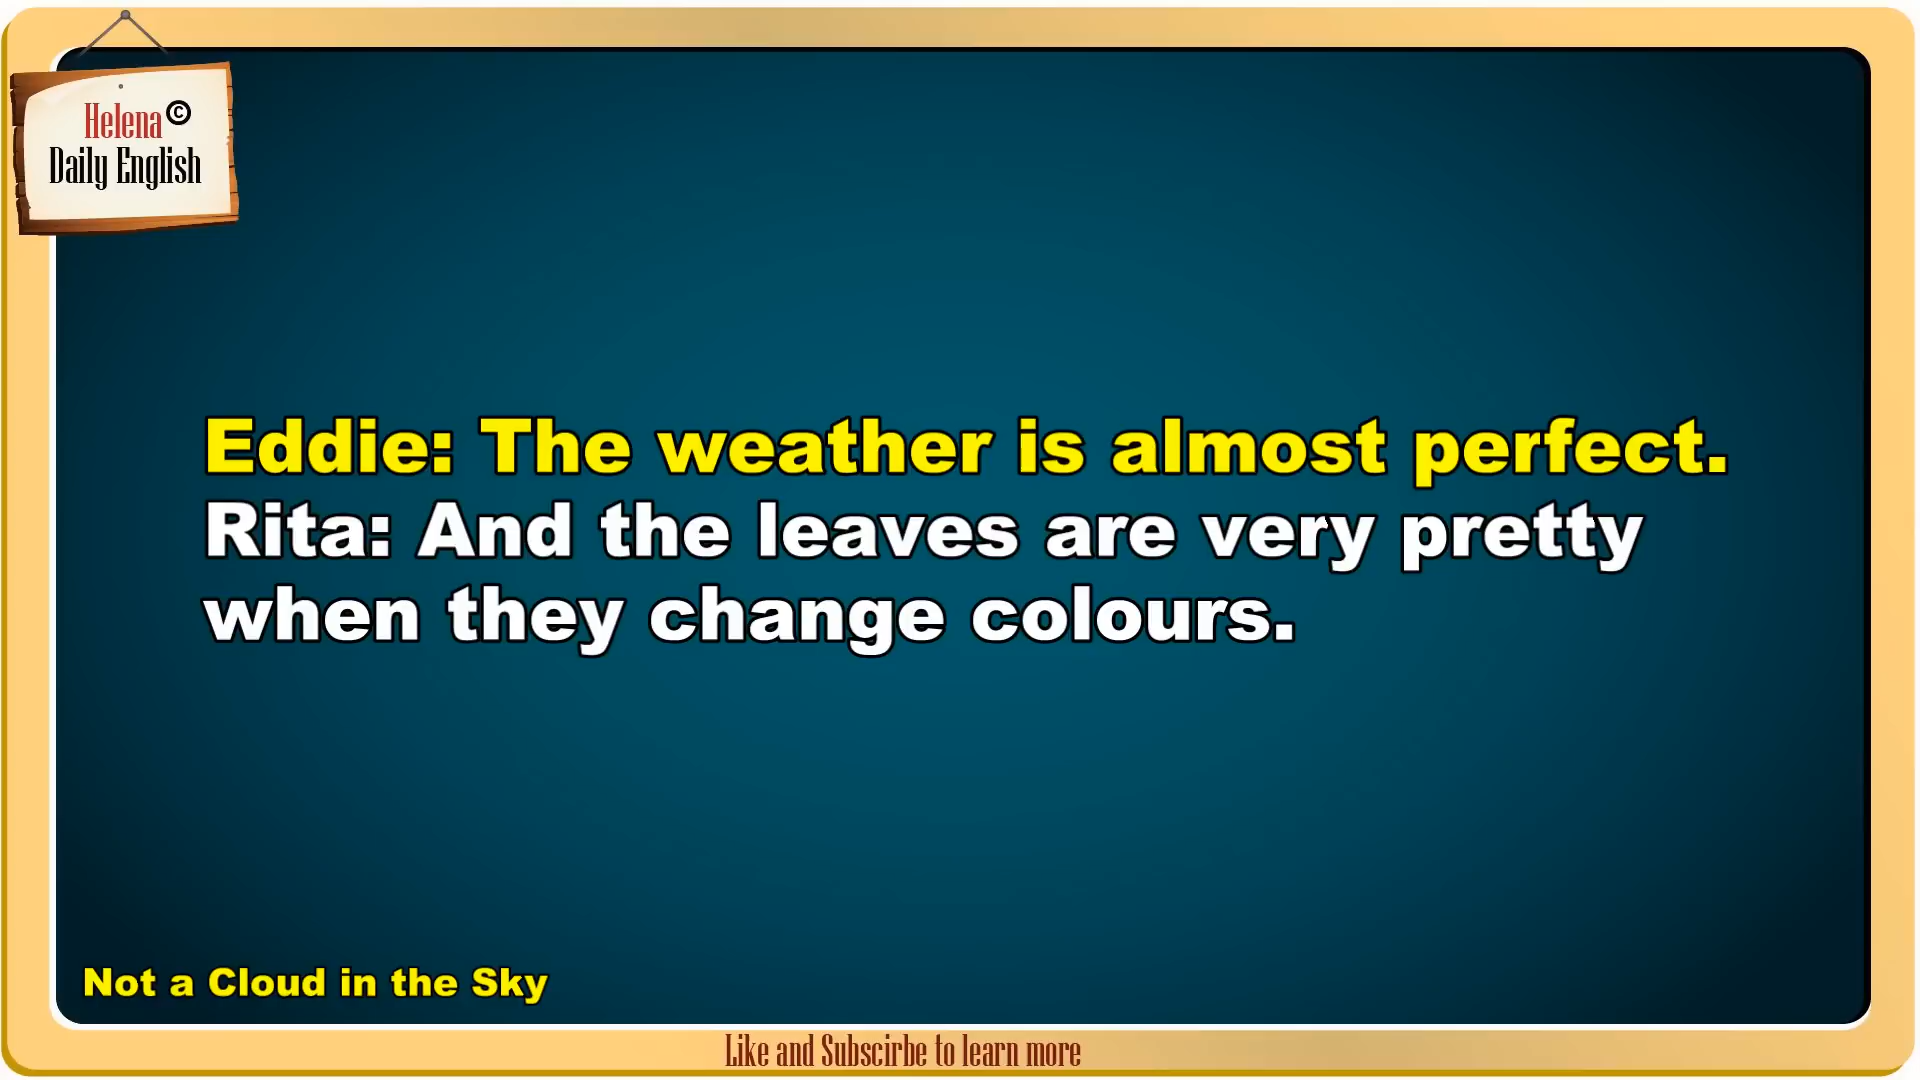 Helena©
Daily English
Eddie: The weather is almost perfect.
Rita: And the leaves are very pretty
when they change colours.
Not a Cloud in the Sky
Like and Subscirbe to learn more